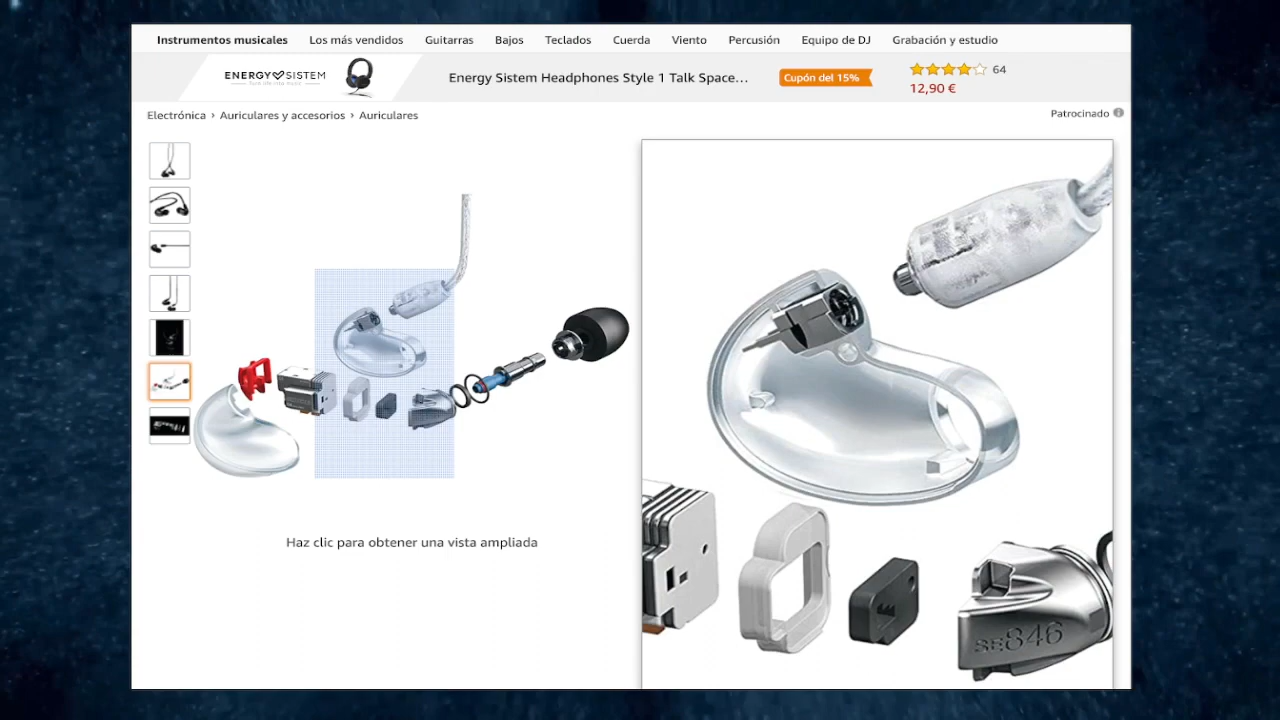 Instrumentos musicales Los más vendidos Guitarras Bajos Teclados Cuerda Viento Percusión Equipo de DJ Grabación y estudio
ENERGY SISTEM
Energy Sistem Headphones Style 1 Talk Space…
Cupón del 15%
64
12,90 €
Electrónica › Auriculares y accesorios › Auriculares
Patrocinado
SE846
Haz clic para obtener una vista ampliada